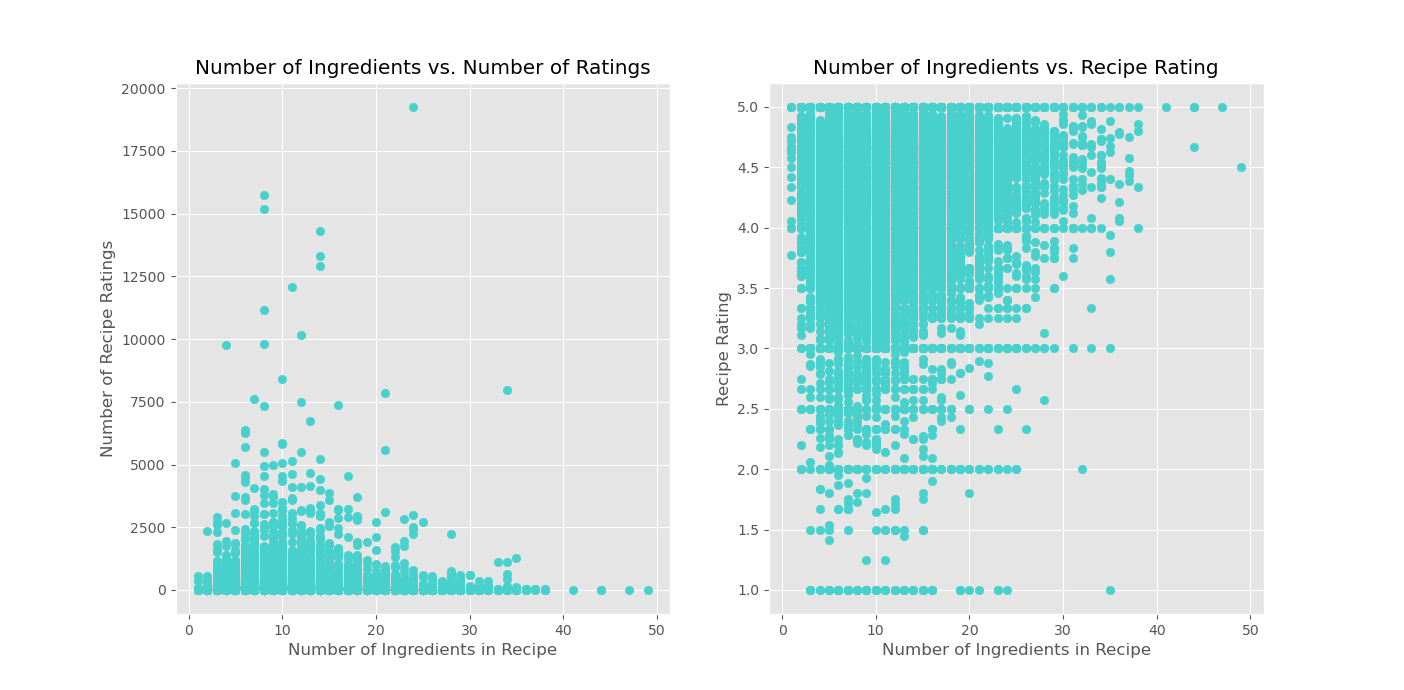 Number of Ingredients vs. Number of Ratings
20000
17500
15000
12500
10000
7500
5000
2500
0
Number of Recipe Ratings
0 10 20 30 40 50
Number of Ingredients in Recipe
Number of Ingredients vs. Recipe Rating
5.0
4.5
4.0
3.5
3.0
2.5
2.0
1.5
1.0
Recipe Rating
0 10 20 30 40 50
Number of Ingredients in Recipe